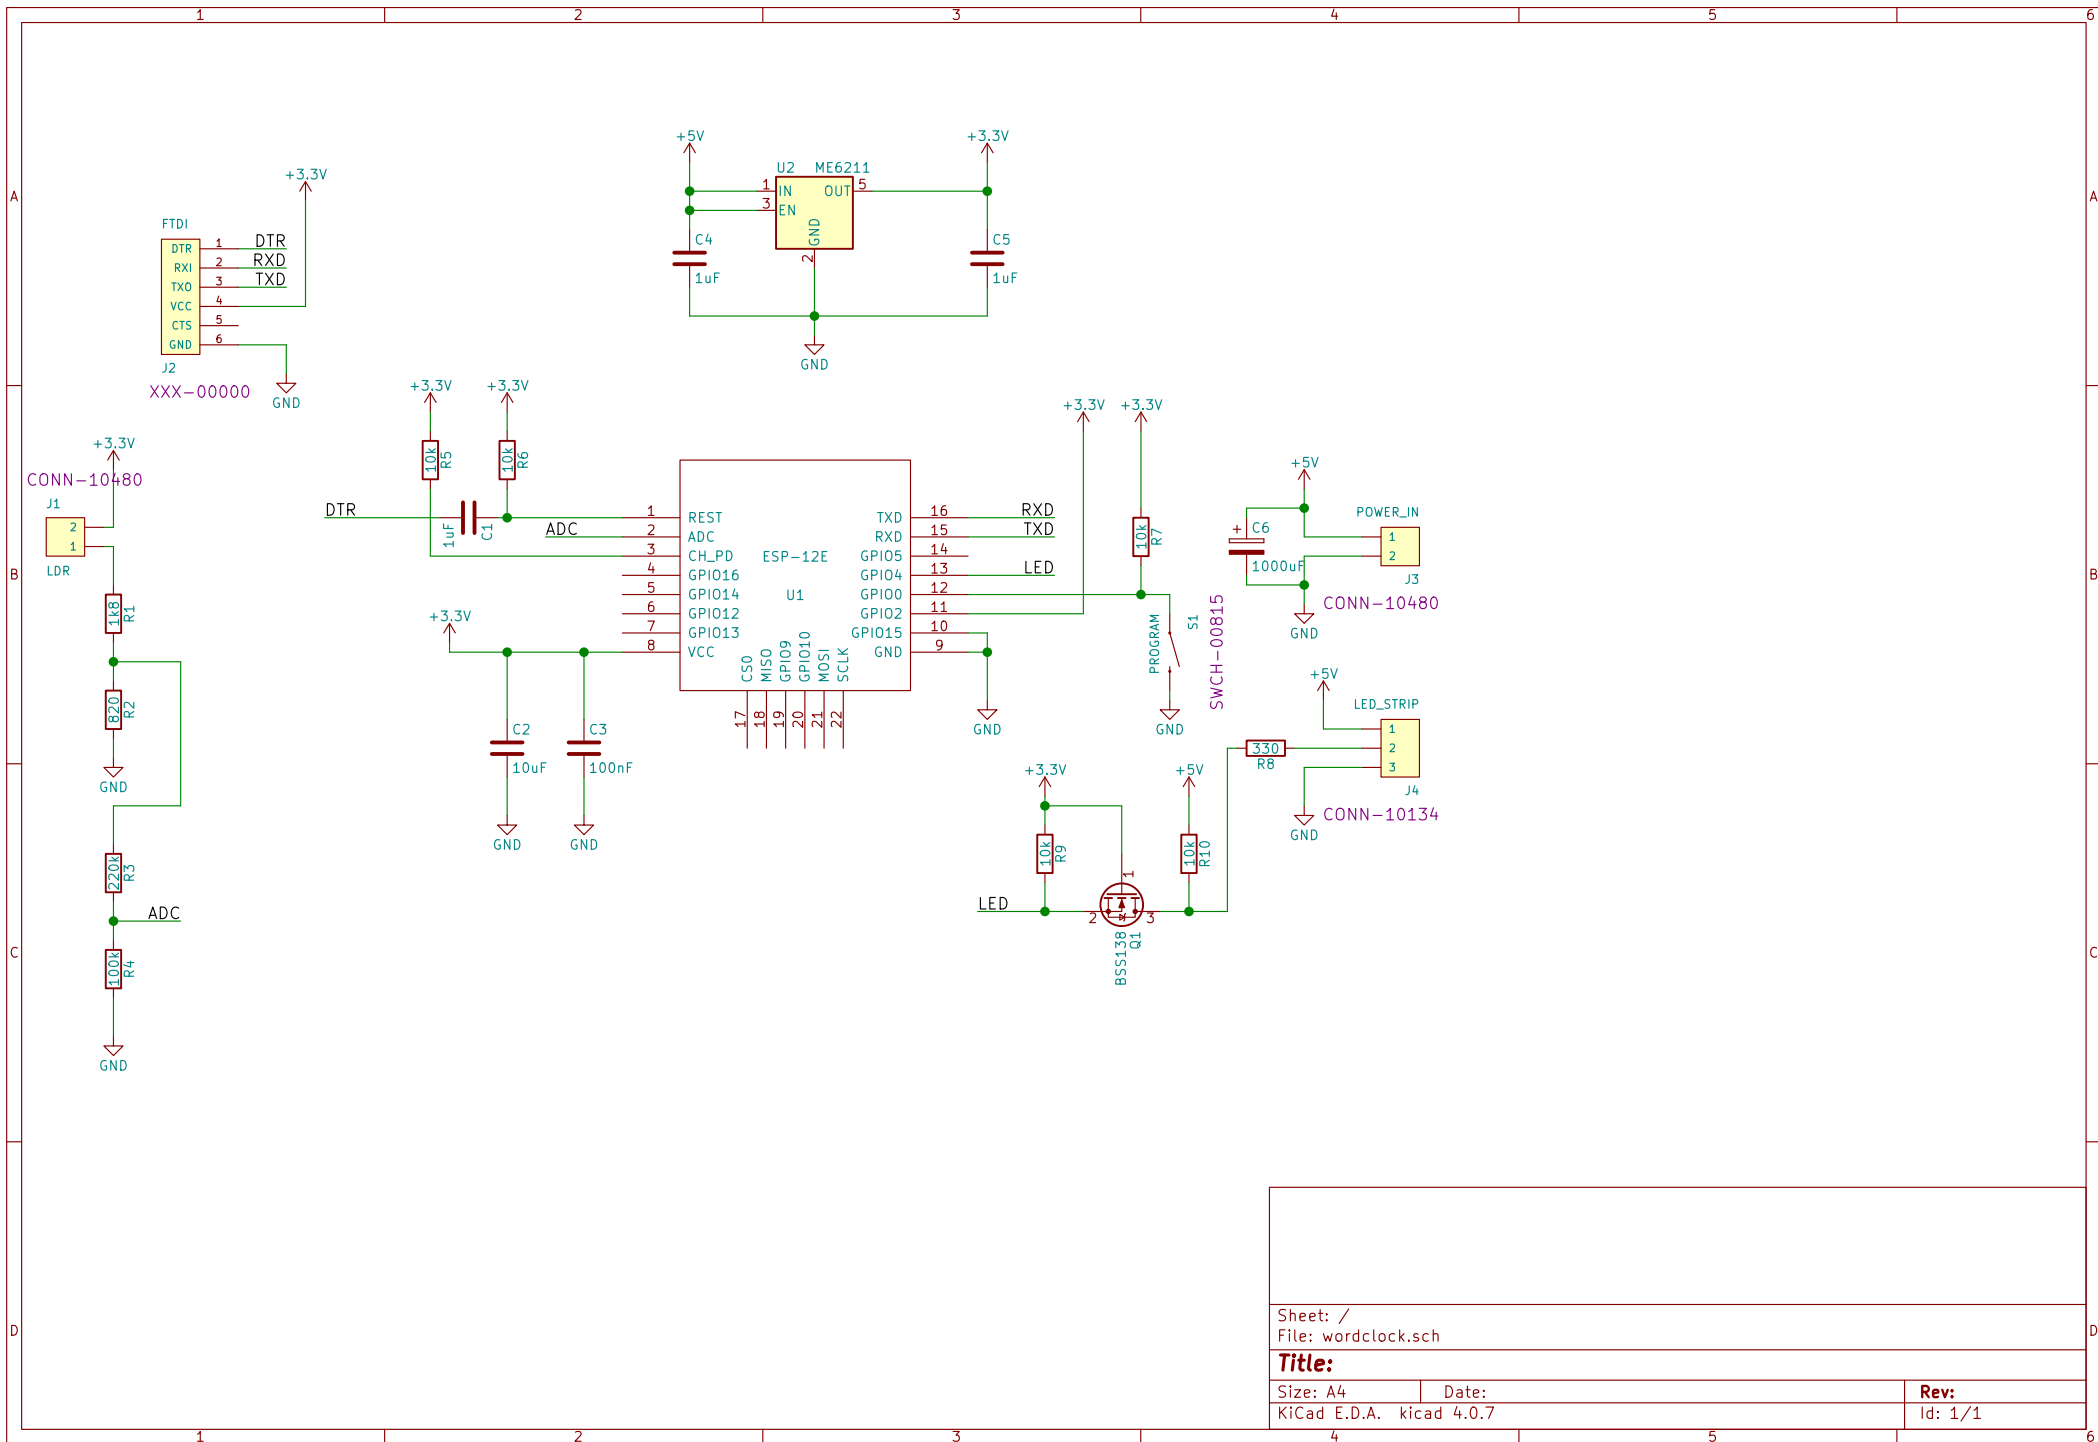 1 2 3 4 5 6
A
B
C
D
A
B
C
D
+5V
+3.3V
U2 ME6211
1 IN OUT 5
3 EN
GND
2
C4
1uF
C5
1uF
GND
+3.3V
FTDI
DTR 1 DTR
RXI 2 RXD
TXO 3 TXD
VCC 4
CTS 5
GND 6
J2
XXX-00000
GND
+3.3V
CONN-10480
J1
2
1
LDR
1k8 R1
820 R2
GND
220k R3
ADC
100k R4
GND
+3.3V +3.3V
10k R5
10k R6
DTR
1uF C1
ADC
+3.3V
C2
10uF
C3
100nF
GND GND
1 REST
2 ADC
3 CH_PD
4 GPIO16
5 GPIO14
6 GPIO12
7 GPIO13
8 VCC
ESP-12E
U1
TXD 16 RXD
RXD 15 TXD
GPIO5 14
GPIO4 13 LED
GPIO0 12
GPIO2 11
GPIO15 10
GND 9
CS0 MISO GPIO9 GPIO10 MOSI SCLK
17 18 19 20 21 22
GND
+3.3V +3.3V
10k R7
PROGRAM
S1
SWCH-00815
GND
+5V
POWER_IN
+ C6
1000uF
1
2
J3
CONN-10480
GND
+5V
LED_STRIP
1
2
3
J4
CONN-10134
330
R8
GND
+3.3V
+5V
10k R9
10k R10
LED
1
2 3
BSS138
Q1
Sheet: /
File: wordclock.sch
Title:
Size: A4 Date: Rev:
KiCad E.D.A. kicad 4.0.7 Id: 1/1
1 2 3 4 5 6